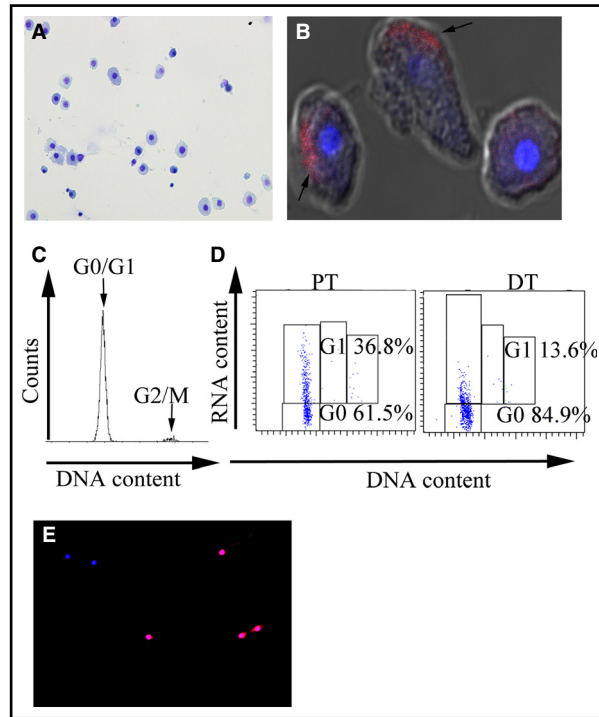 A
B
C
G0/G1
G2/M
Counts
DNA content
D
PT
DT
RNA content
G1 36.8%
G0 61.5%
G1 13.6%
G0 84.9%
DNA content
E